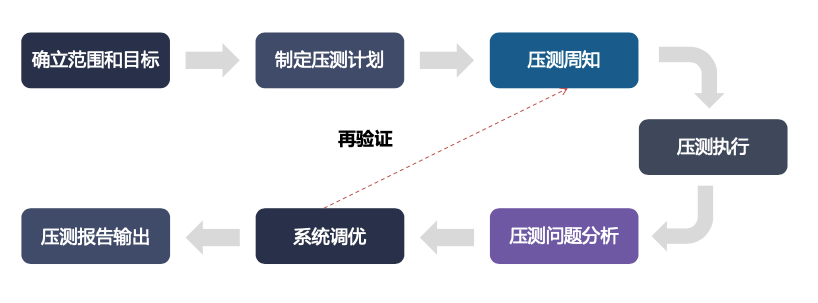 确立范围和目标
制定压测计划
压测周知
压测执行
再验证
压测报告输出
系统调优
压测问题分析